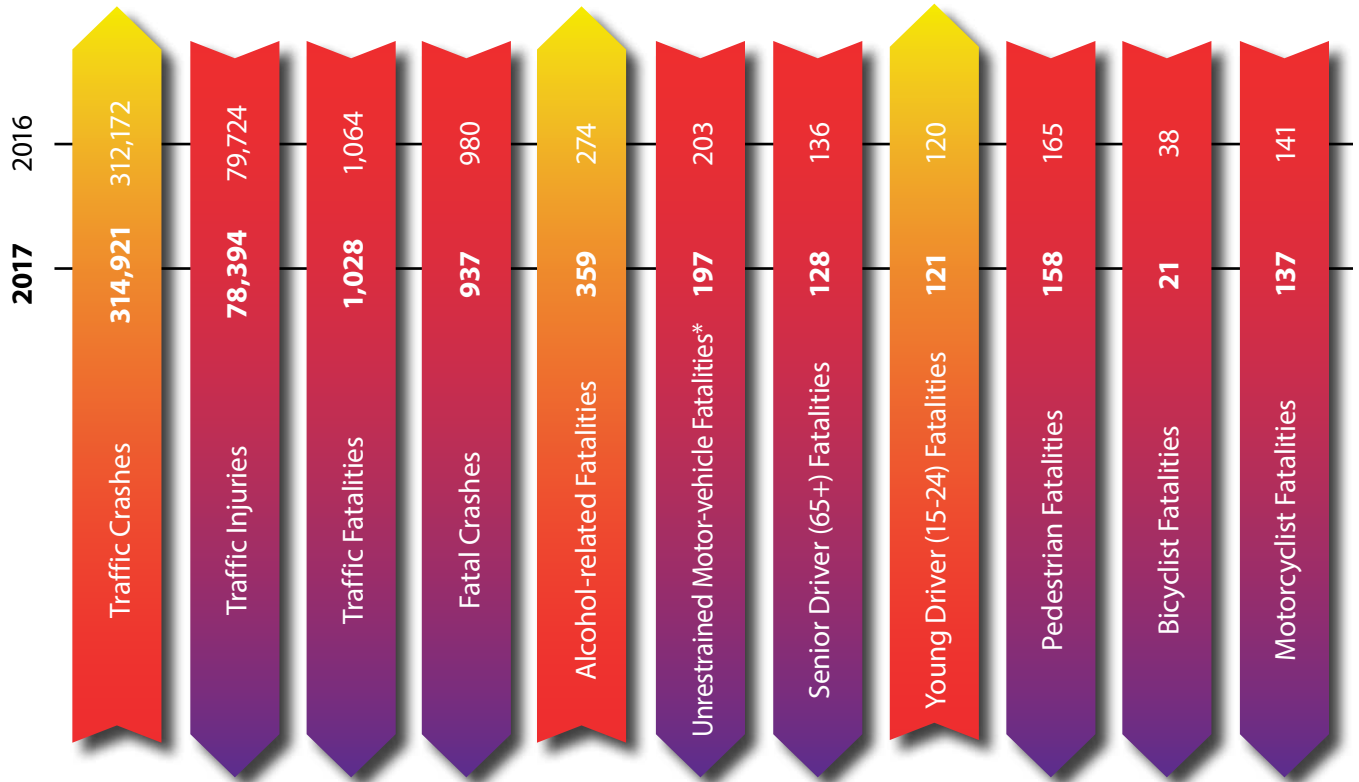 2016
2017
Traffic Crashes 314,921 312,172
Traffic Injuries 78,394 79,724
Traffic Fatalities 1,028 1,064
Fatal Crashes 937 980
Alcohol-related Fatalities 359 274
Unrestrained Motor-vehicle Fatalities* 197 203
Senior Driver (65+) Fatalities 128 136
Young Driver (15-24) Fatalities 121 120
Pedestrian Fatalities 158 165
Bicyclist Fatalities 21 38
Motorcyclist Fatalities 137 141